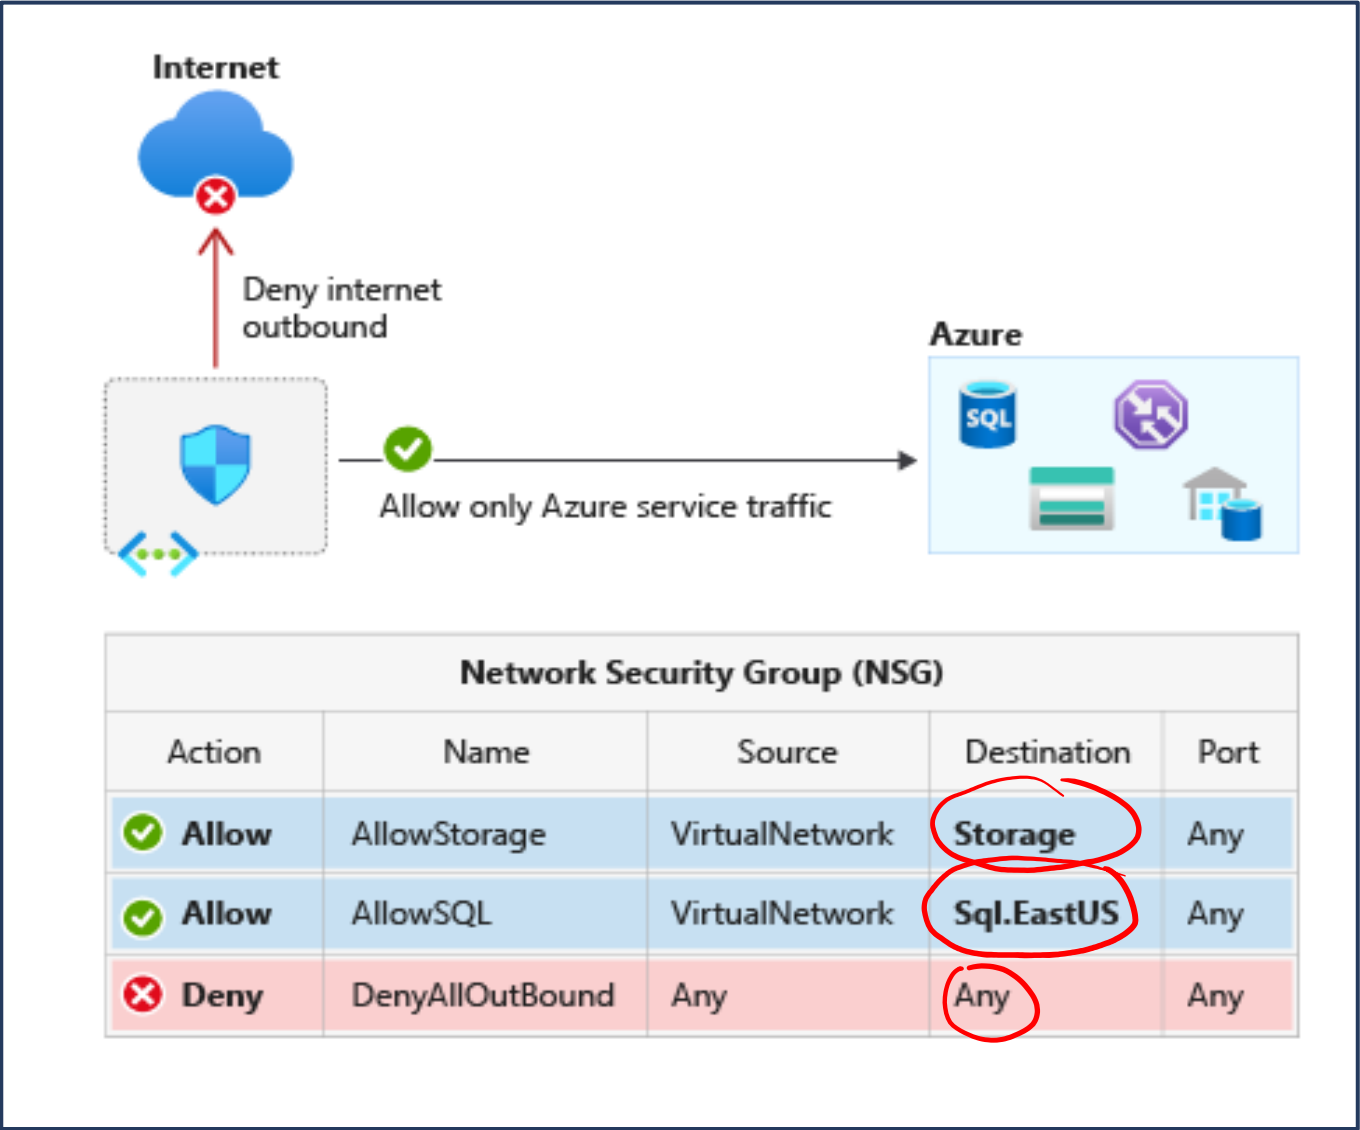 Internet
Deny internet
outbound
Azure
SQL
Allow only Azure service traffic
Network Security Group (NSG)
Action Name Source Destination Port
Allow AllowStorage VirtualNetwork Storage Any
Allow AllowSQL VirtualNetwork Sql.EastUS Any
Deny DenyAllOutBound Any Any Any